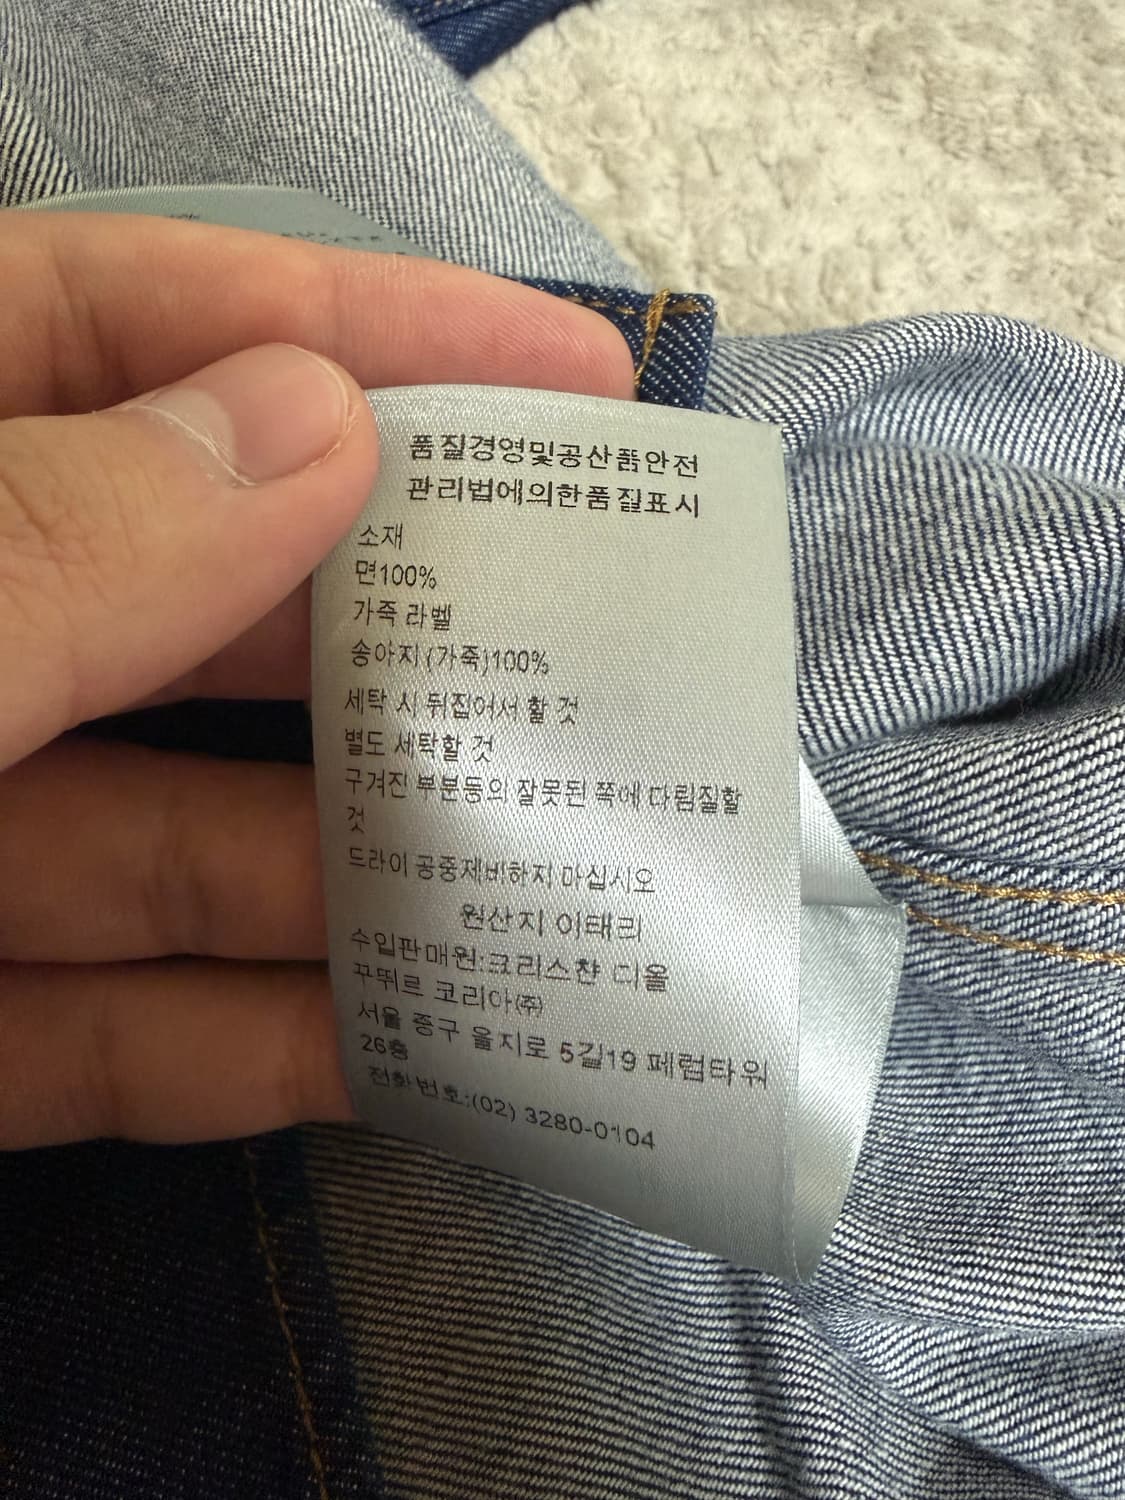 품질경영및공산품안전
관리법에의한품질표시
소재
면100%
가죽 라벨
송아지(가죽)100%
세탁 시 뒤집어서 할 것
별도 세탁할 것
구겨진 부분등의 잘못된 쪽에 다림질할
것
드라이 공중제비하지 마십시오
원산지 이태리
수입판매원:크리스챤 디올
꾸뛰르 코리아㈜
서울 중구 을지로 5길19 페럼타워
26층
전화번호:(02) 3280-0104